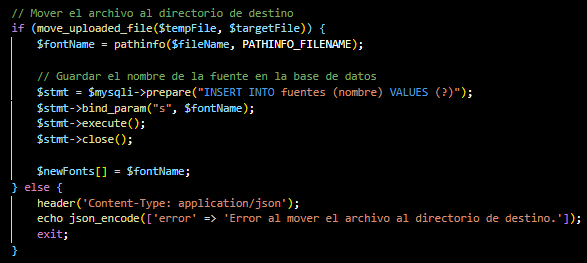 // Mover el archivo al directorio de destino
if (move_uploaded_file($tempFile, $targetFile)) {
$fontName = pathinfo($fileName, PATHINFO_FILENAME);
// Guardar el nombre de la fuente en la base de datos
$stmt = $mysqli->prepare("INSERT INTO fuentes (nombre) VALUES (?)");
$stmt->bind_param("s", $fontName);
$stmt->execute();
$stmt->close();
$newFonts[] = $fontName;
} else {
header('Content-Type: application/json');
echo json_encode(['error' => 'Error al mover el archivo al directorio de destino.']);
exit;
}